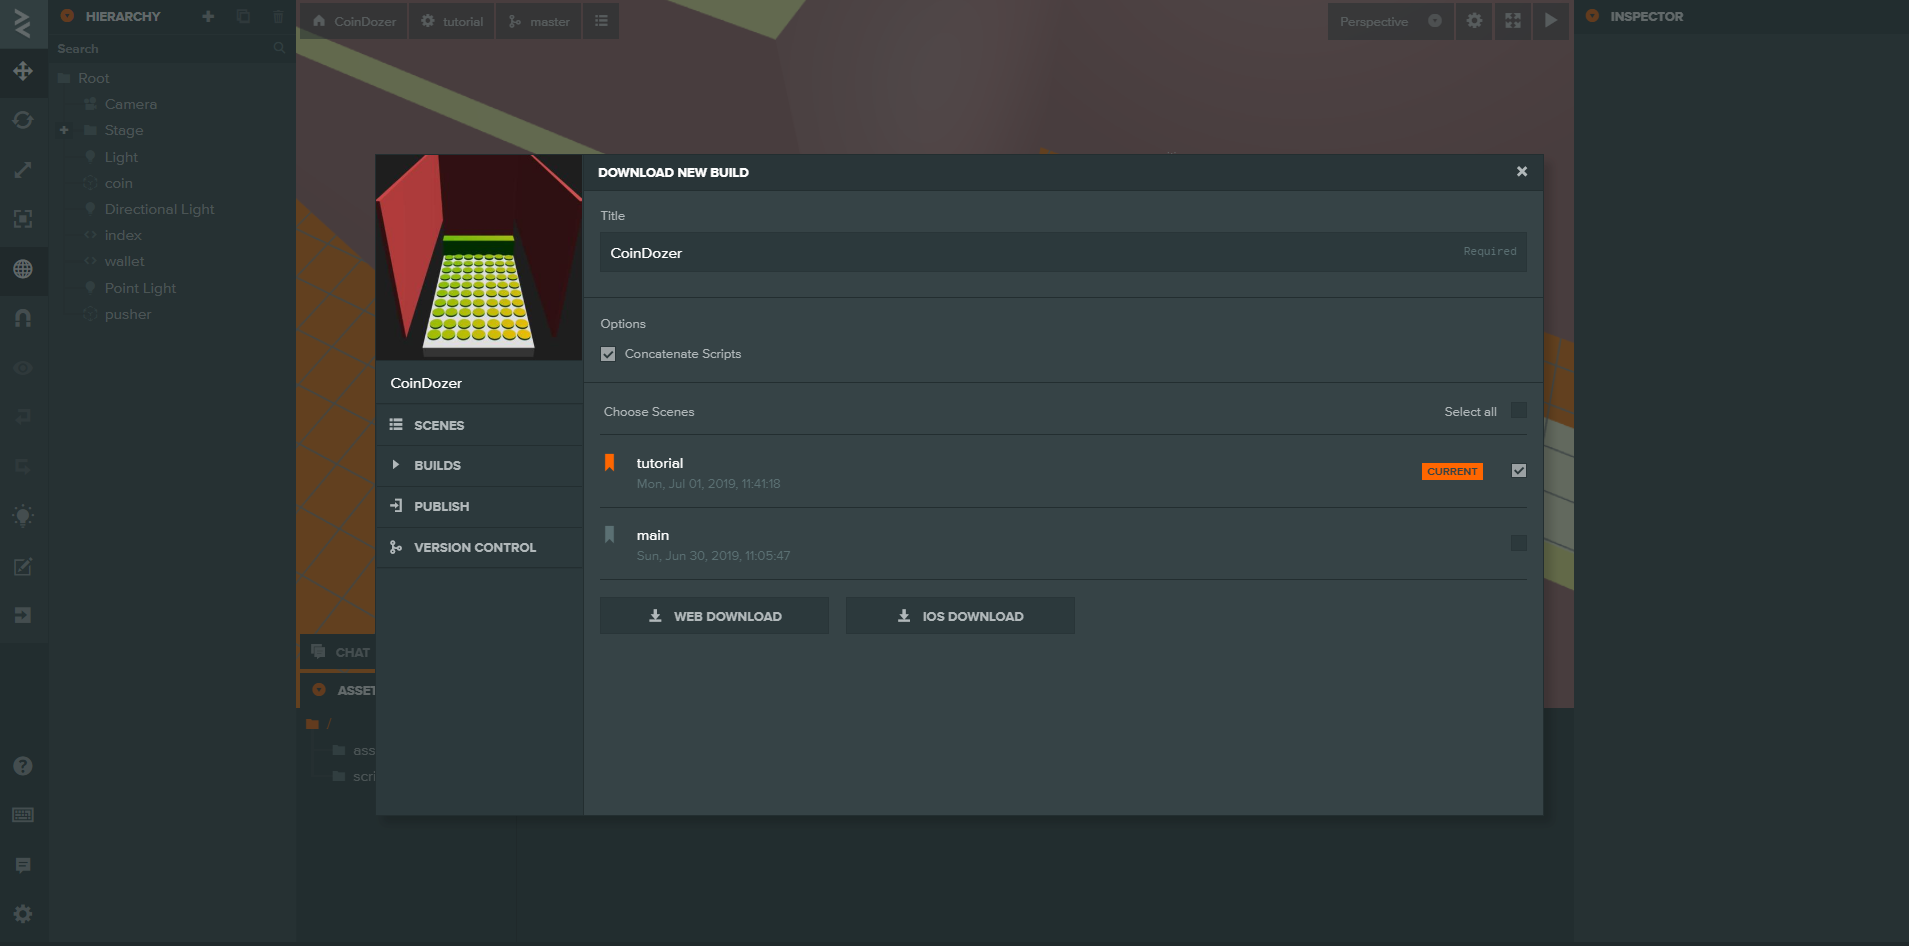 HIERARCHY
CoinDozer
tutorial
master
Perspective
INSPECTOR
Search
Root
Camera
Stage
Light
coin
Directional Light
index
wallet
Point Light
pusher
DOWNLOAD NEW BUILD
Title
CoinDozer
Required
Options
Concatenate Scripts
CoinDozer
SCENES
BUILDS
PUBLISH
VERSION CONTROL
Choose Scenes
Select all
tutorial
Mon, Jul 01, 2019, 11:41:18
CURRENT
main
Sun, Jun 30, 2019, 11:05:47
WEB DOWNLOAD
IOS DOWNLOAD
CHAT
ASSET
/
ass
scri